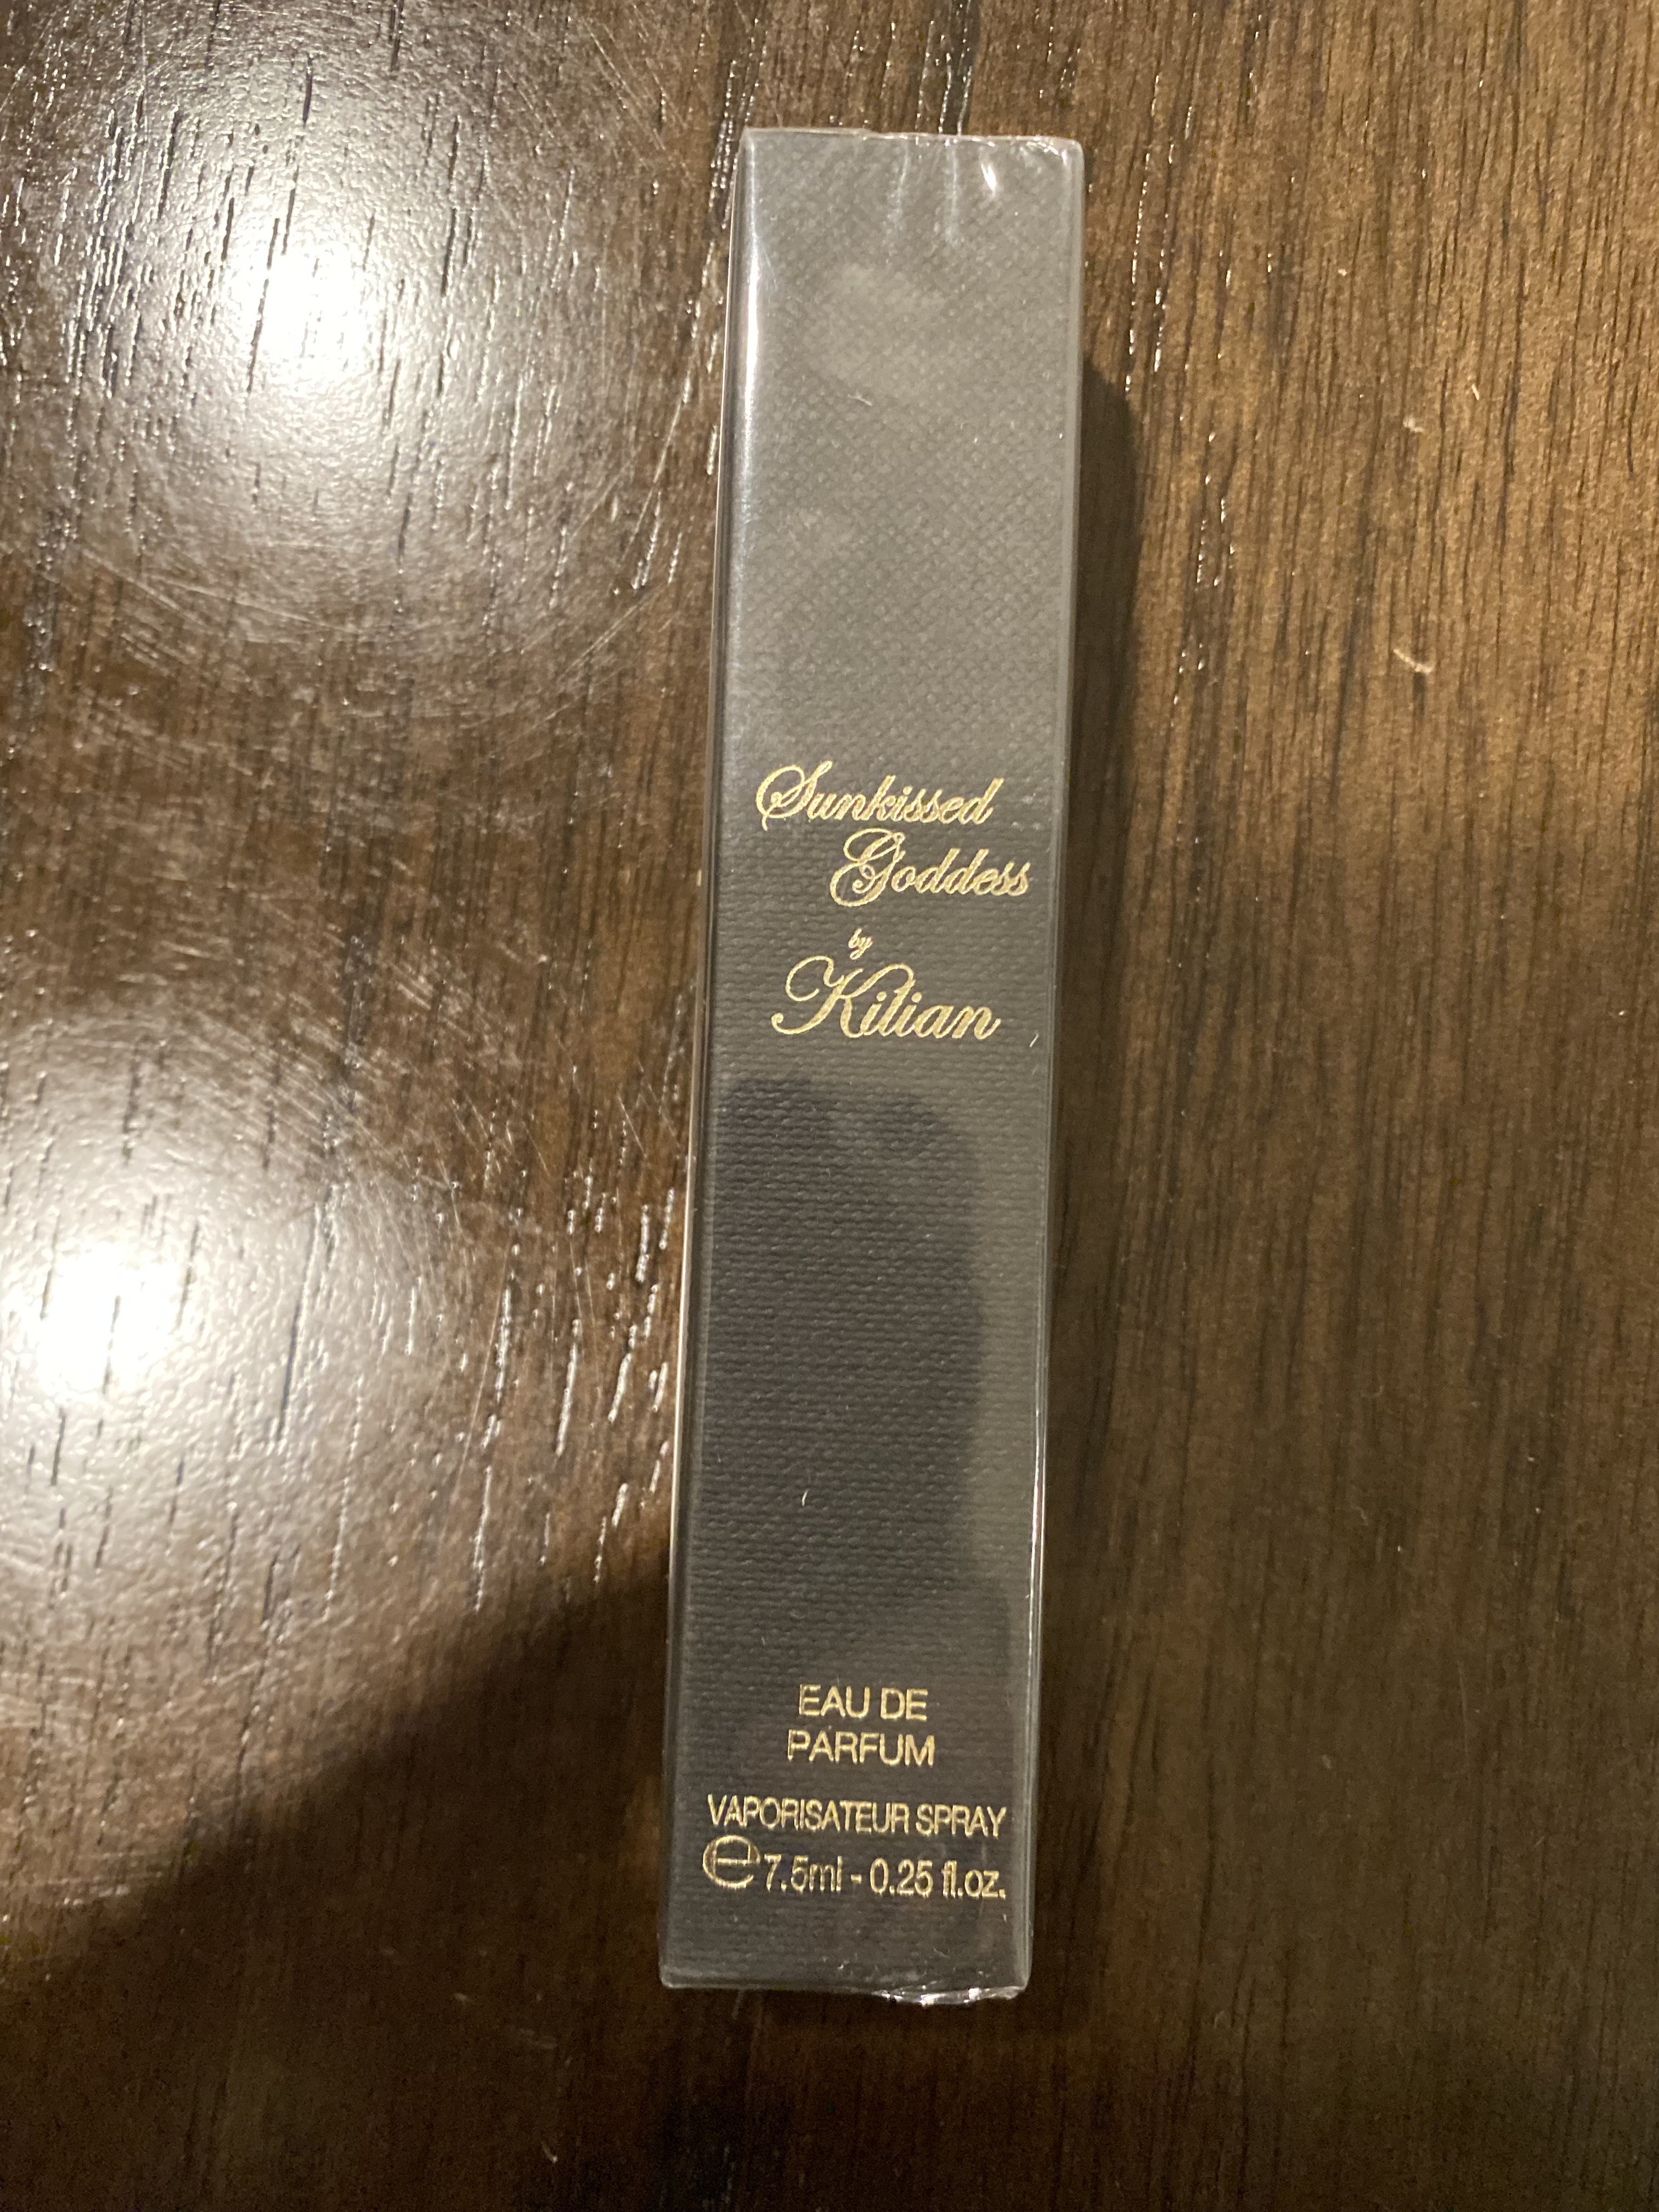 Sunkissed
Goddess
by
Kilian
EAU DE
PARFUM
VAPORISATEUR SPRAY
℮ 7.5ml - 0.25 fl.oz.